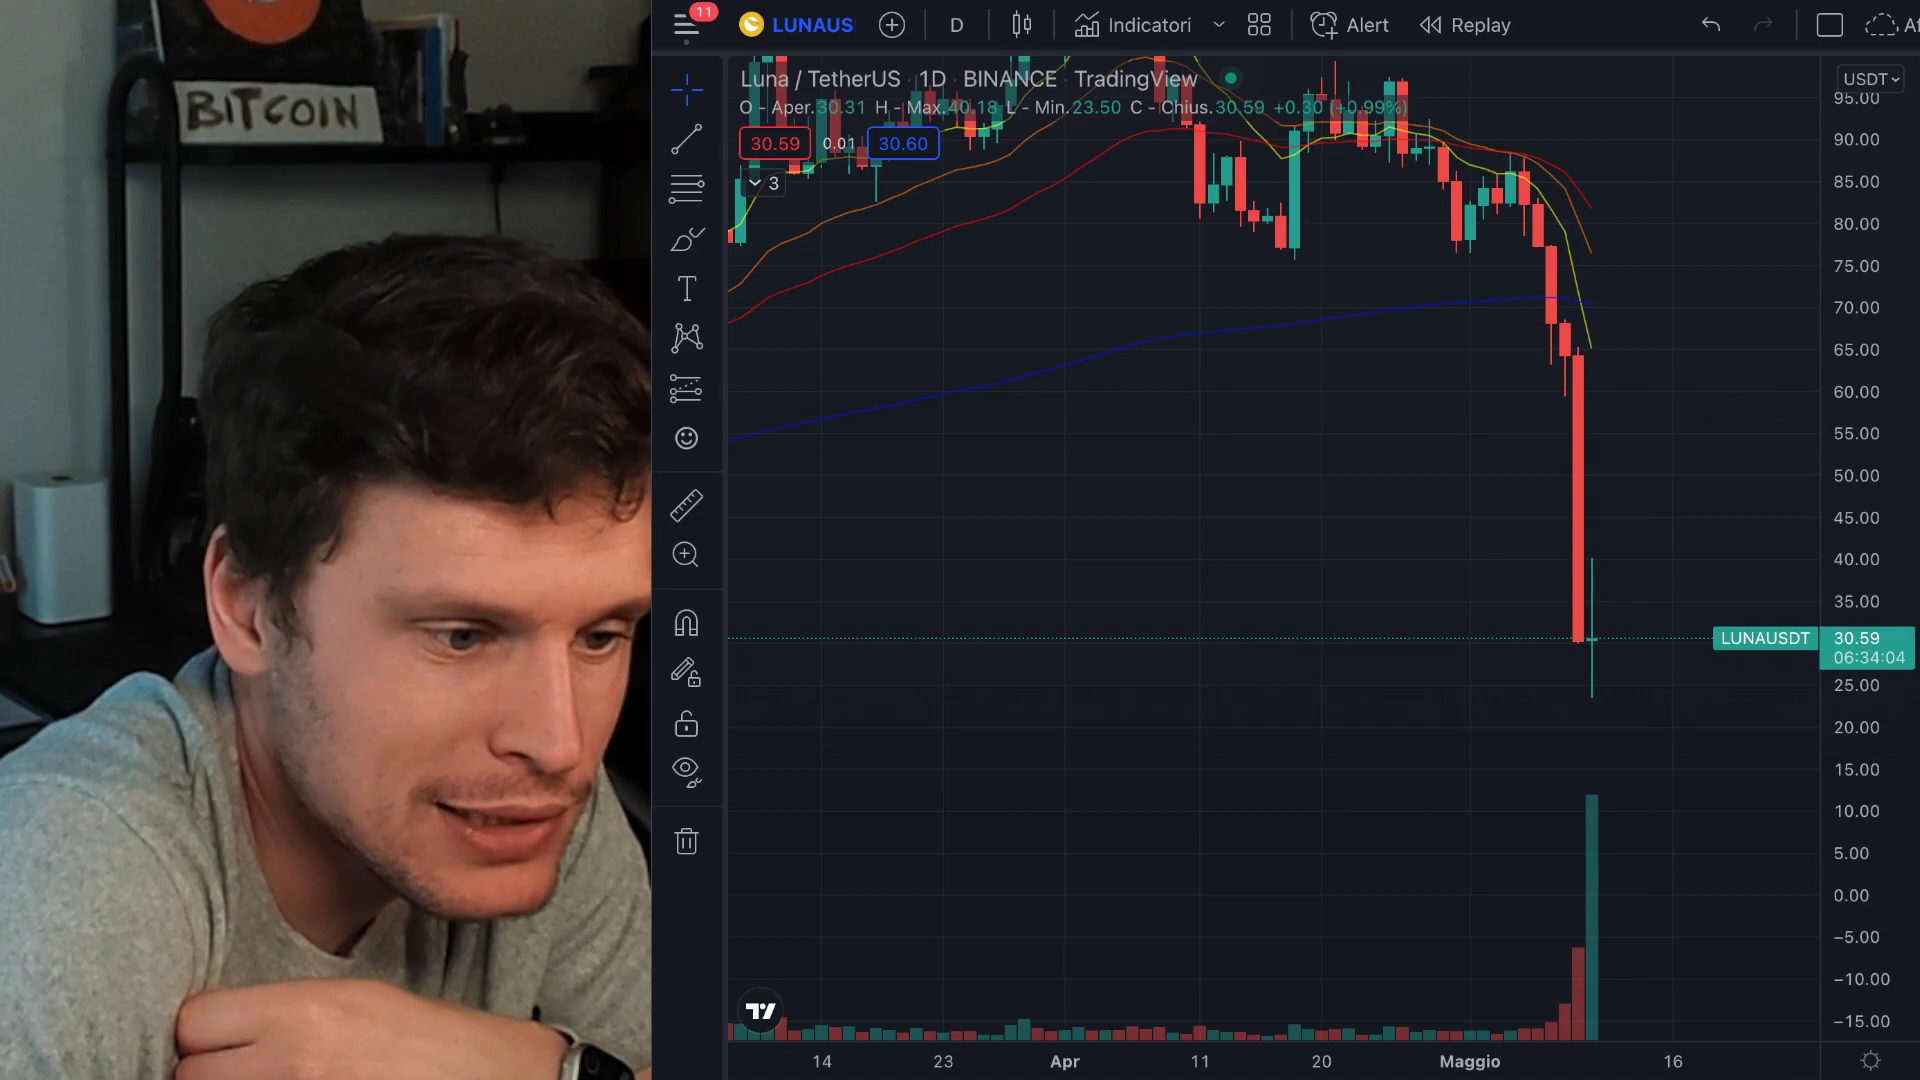 BITCOIN
11
LUNAUS
D
Indicatori
Alert
Replay
Luna / TetherUS · 1D · BINANCE · TradingView
O - Aper.30.31 H - Max.40.18 L - Min.23.50 C - Chius.30.59 +0.30 (+0.99%)
30.59
0.01
30.60
3
USDT
95.00
90.00
85.00
80.00
75.00
70.00
65.00
60.00
55.00
50.00
45.00
40.00
35.00
LUNAUSDT
30.59
06:34:04
25.00
20.00
15.00
10.00
5.00
0.00
−5.00
−10.00
−15.00
14
23
Apr
11
20
Maggio
16